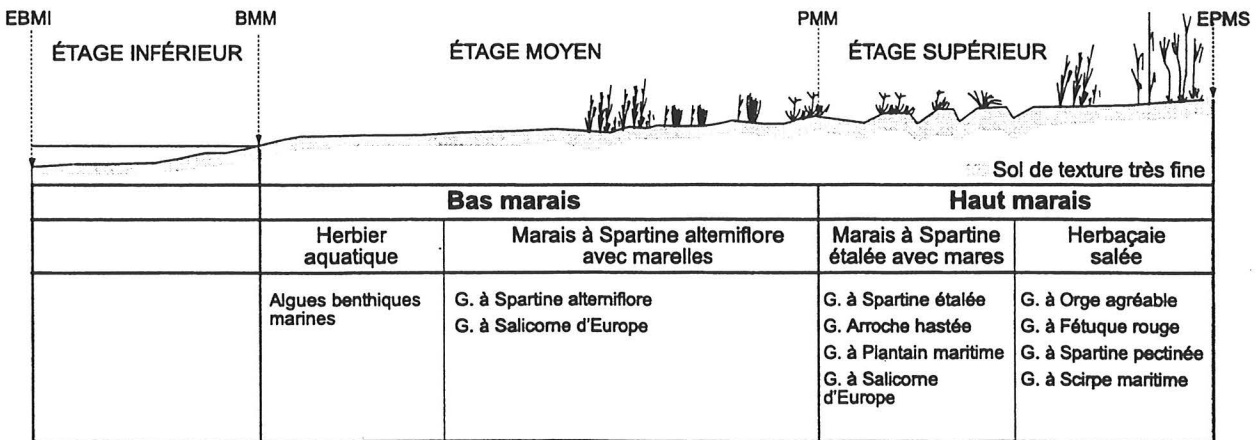 EBMI
BMM
PMM
EPMS
ÉTAGE INFÉRIEUR
ÉTAGE MOYEN
ÉTAGE SUPÉRIEUR
Sol de texture très fine
Bas marais
Haut marais
Herbier
aquatique
Marais à Spartine alterniflore
avec marelles
Marais à Spartine
étalée avec mares
Herbaçaie
salée
Algues benthiques
marines
G. à Spartine alterniflore
G. à Salicorne d'Europe
G. à Spartine étalée
G. Arroche hastée
G. à Plantain maritime
G. à Salicorne
d'Europe
G. à Orge agréable
G. à Fétuque rouge
G. à Spartine pectinée
G. à Scirpe maritime